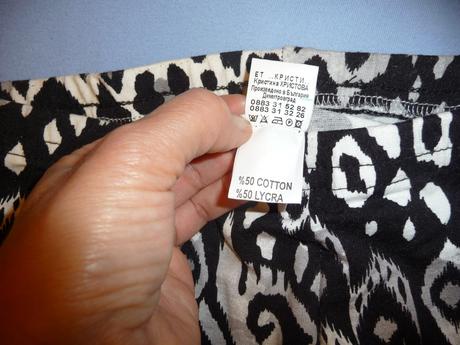 ЕТ „КРИСТИ„
Кристина ХРИСТОВА
Произведено в България
Димитровград
0883 31 52 82
0883 31 32 26
%50 COTTON
%50 LYCRA